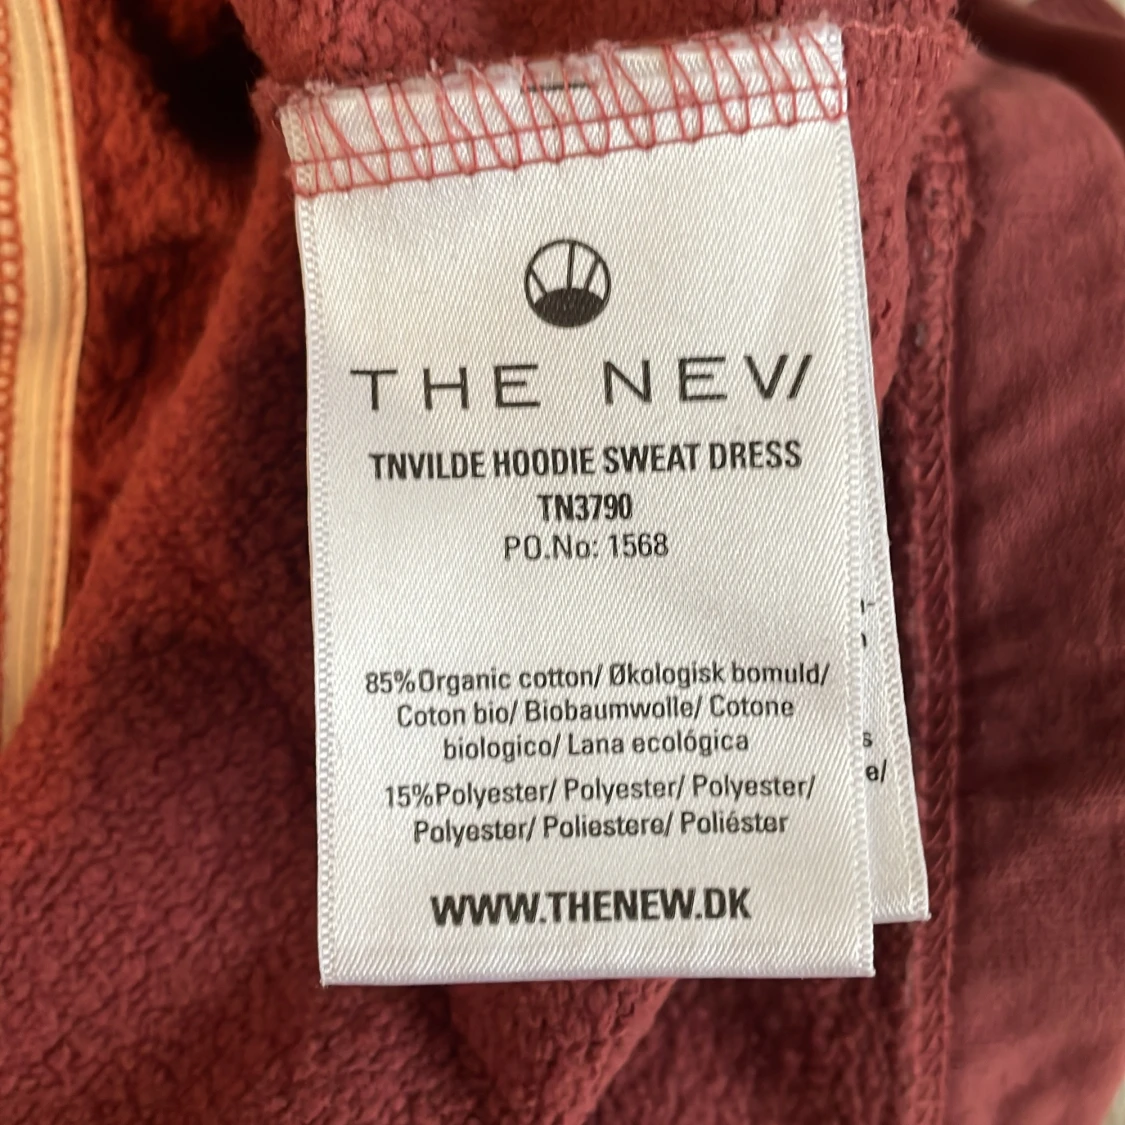 THE NEW
TNVILDE HOODIE SWEAT DRESS
TN3790
PO.No: 1568
85%Organic cotton/ Økologisk bomuld/
Coton bio/ Biobaumwolle/ Cotone
biologico/ Lana ecológica
15%Polyester/ Polyester/ Polyester/
Polyester/ Poliestere/ Poliéster
WWW.THENEW.DK
s
e/